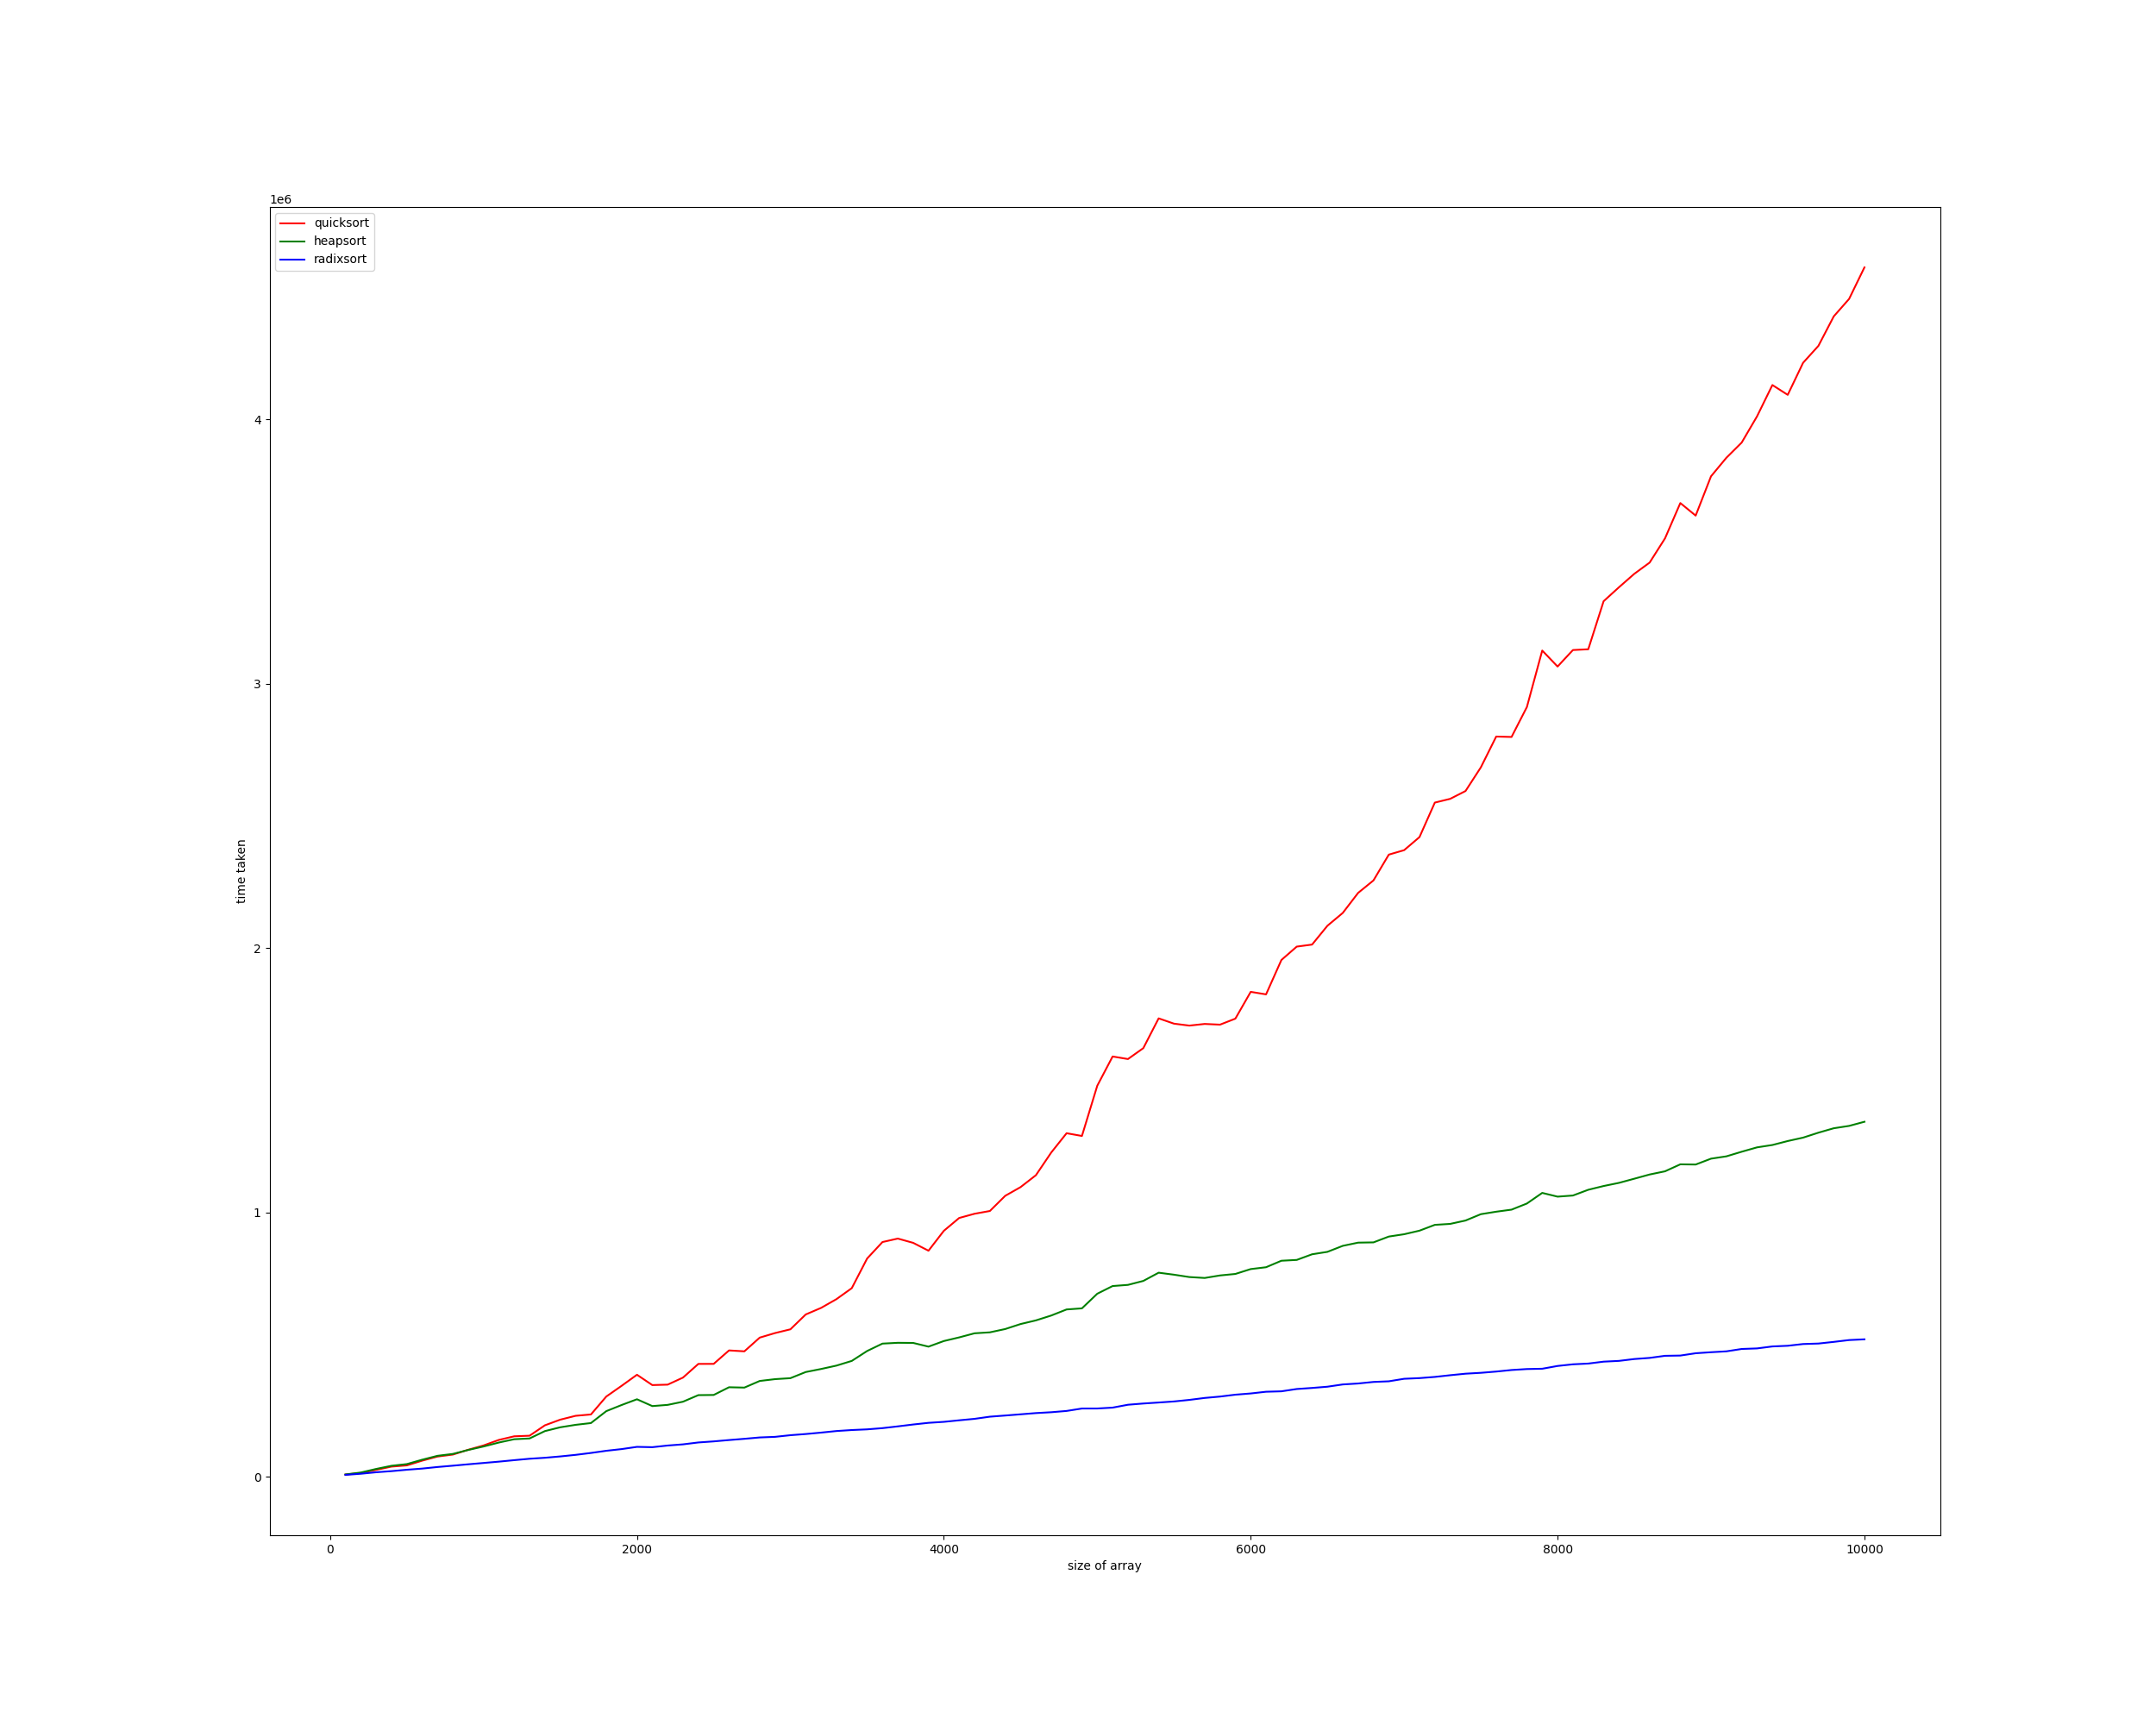 1e6
quicksort
heapsort
radixsort
4
3
2
1
0
time taken
0 2000 4000 6000 8000 10000
size of array